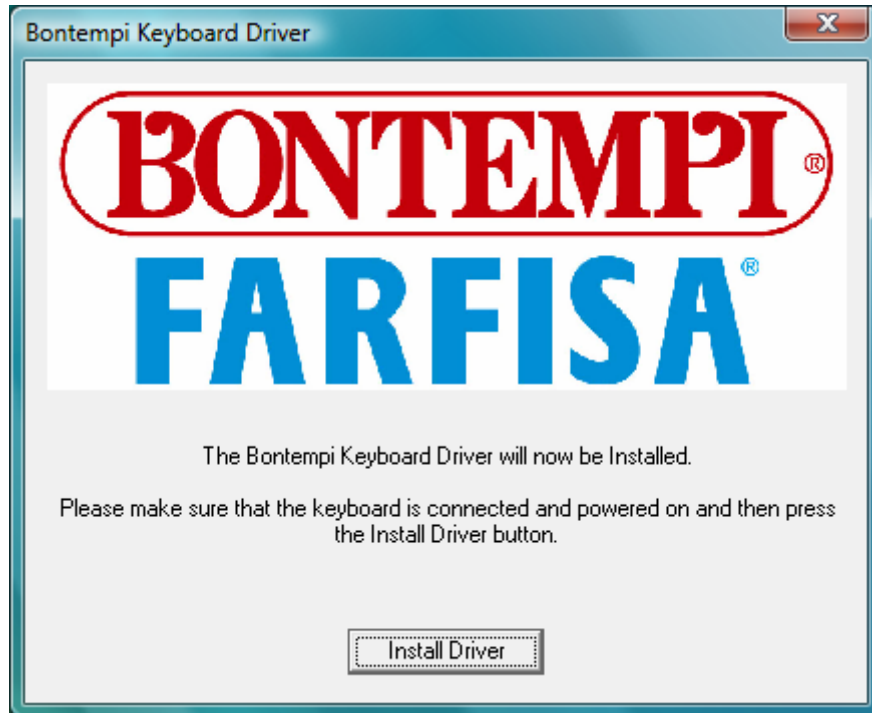 Bontempi Keyboard Driver
X
BONTEMPI®
FARFISA®
The Bontempi Keyboard Driver will now be Installed.
Please make sure that the keyboard is connected and powered on and then press
the Install Driver button.
Install Driver